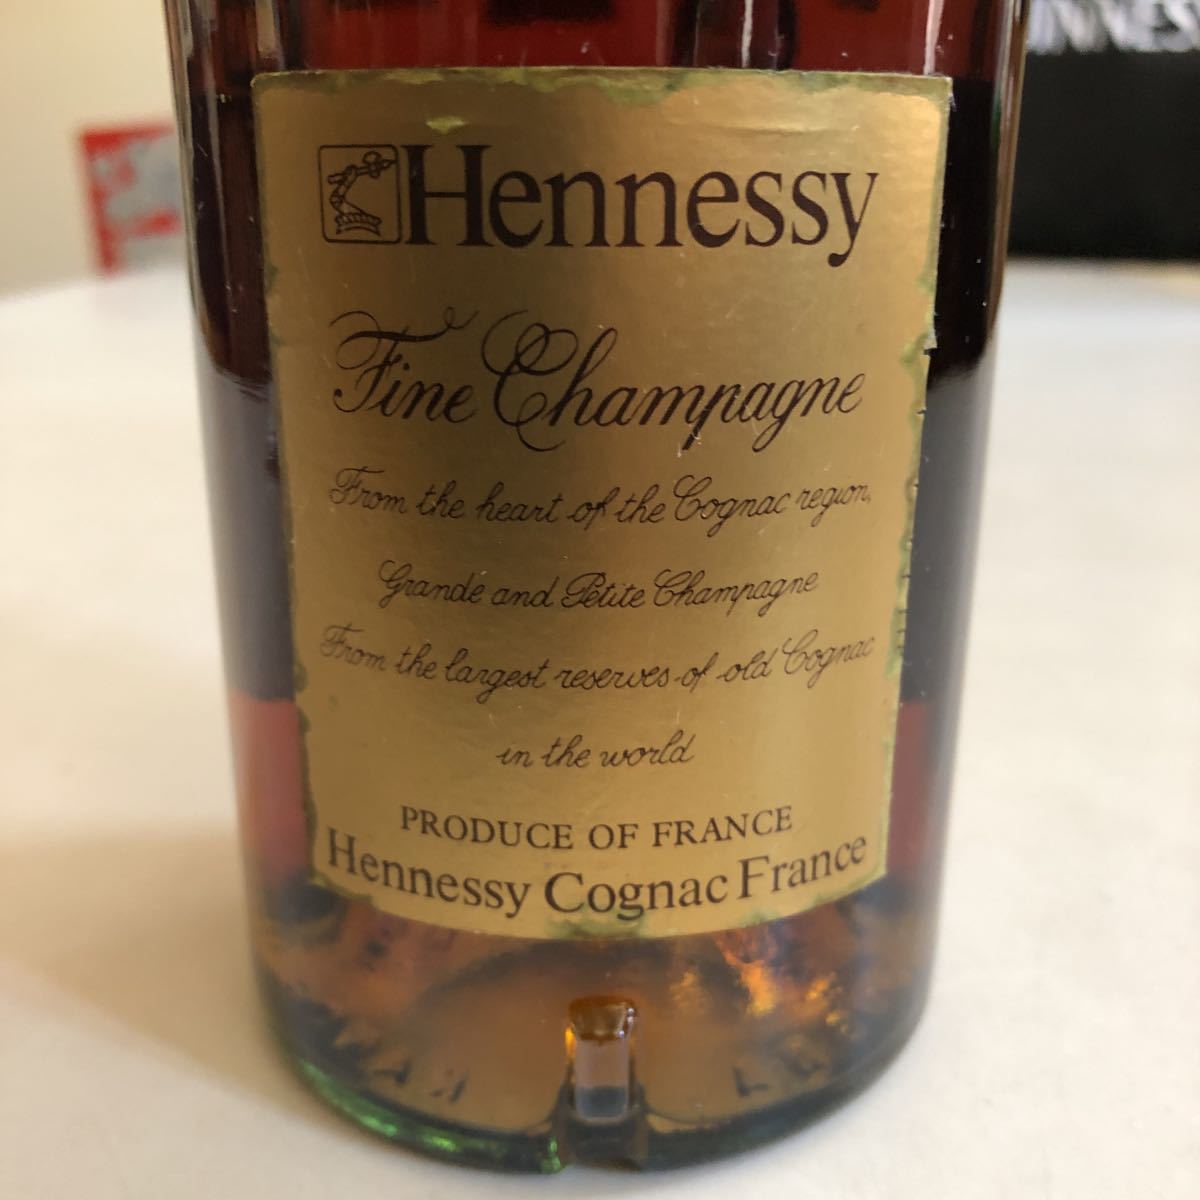 Hennessy
Fine Champagne
From the heart of the Cognac region,
Grande and Petite Champagne
From the largest reserves of old Cognac
in the world
PRODUCE OF FRANCE
Hennessy Cognac France